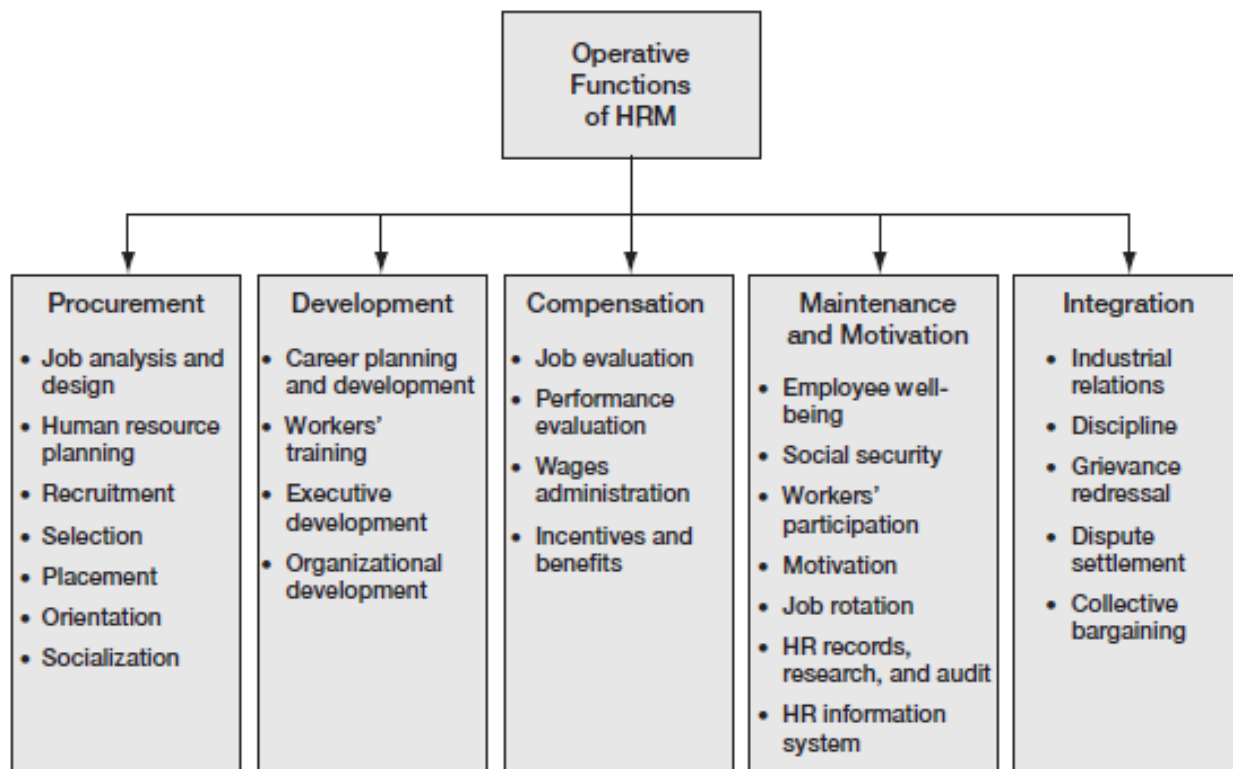 Operative
Functions
of HRM
Procurement
• Job analysis and
design
• Human resource
planning
• Recruitment
• Selection
• Placement
• Orientation
• Socialization
Development
• Career planning
and development
• Workers'
training
• Executive
development
• Organizational
development
Compensation
• Job evaluation
• Performance
evaluation
• Wages
administration
• Incentives and
benefits
Maintenance
and Motivation
• Employee well-
being
• Social security
• Workers'
participation
• Motivation
• Job rotation
• HR records,
research, and audit
• HR information
system
Integration
• Industrial
relations
• Discipline
• Grievance
redressal
• Dispute
settlement
• Collective
bargaining